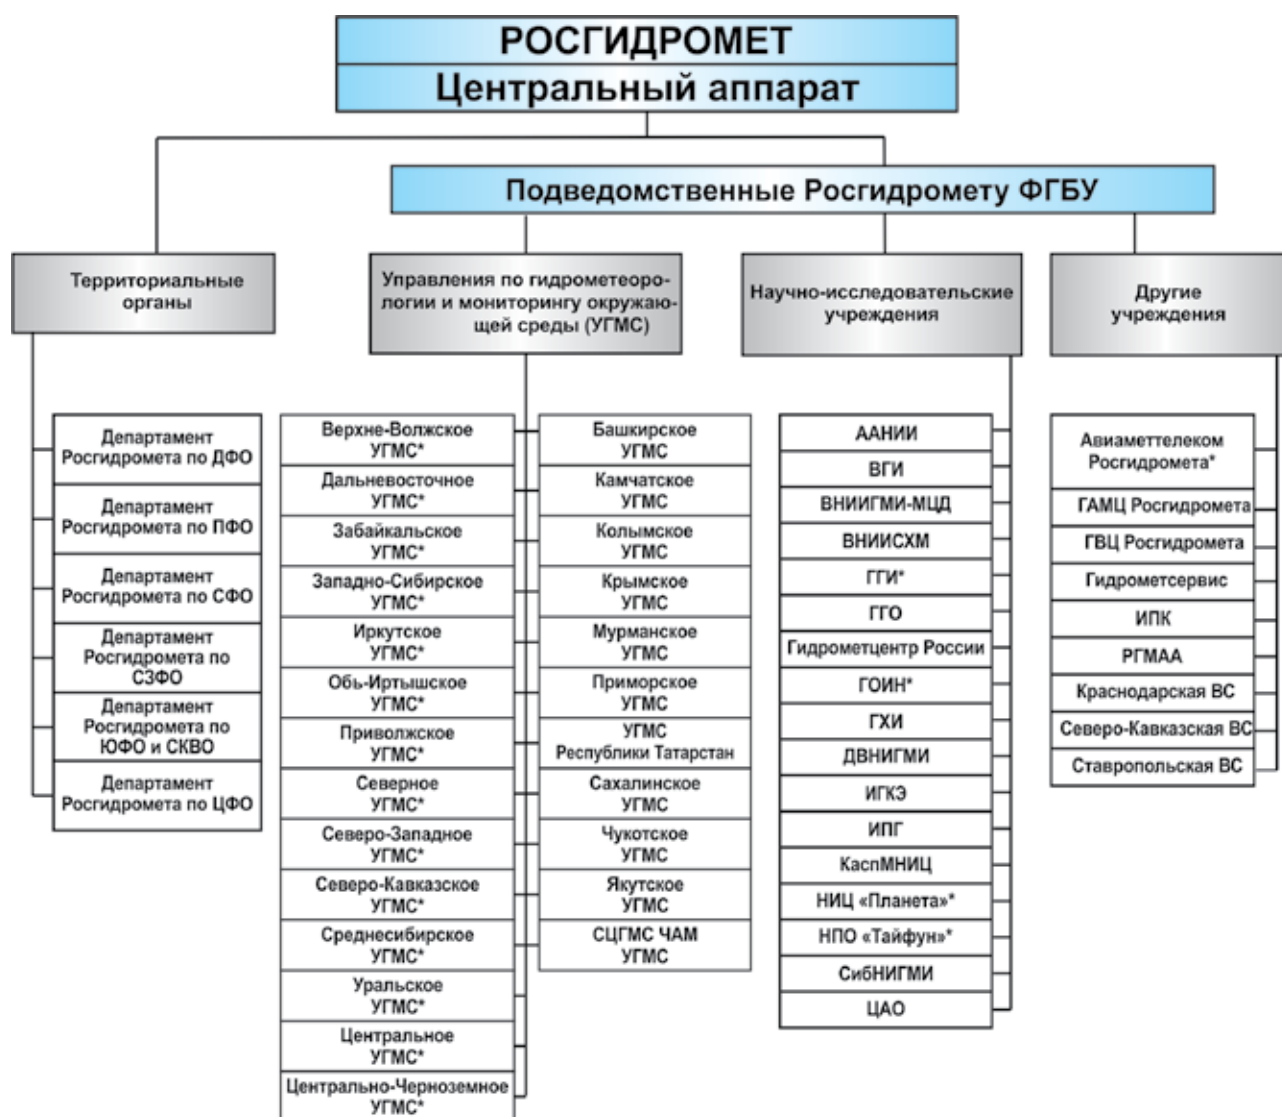 РОСГИДРОМЕТ
Центральный аппарат
Подведомственные Росгидромету ФГБУ
Территориальные
органы
Управления по гидрометеоро-
логии и мониторингу окружаю-
щей среды (УГМС)
Научно-исследовательские
учреждения
Другие
учреждения
Департамент
Росгидромета по ДФО
Департамент
Росгидромета по ПФО
Департамент
Росгидромета по СФО
Департамент
Росгидромета по
СЗФО
Департамент
Росгидромета по
ЮФО и СКВО
Департамент
Росгидромета по ЦФО
Верхне-Волжское
УГМС*
Дальневосточное
УГМС*
Забайкальское
УГМС*
Западно-Сибирское
УГМС*
Иркутское
УГМС*
Обь-Иртышское
УГМС*
Приволжское
УГМС*
Северное
УГМС*
Северо-Западное
УГМС*
Северо-Кавказское
УГМС*
Среднесибирское
УГМС*
Уральское
УГМС*
Центральное
УГМС*
Центрально-Черноземное
УГМС*
Башкирское
УГМС
Камчатское
УГМС
Колымское
УГМС
Крымское
УГМС
Мурманское
УГМС
Приморское
УГМС
УГМС
Республики Татарстан
Сахалинское
УГМС
Чукотское
УГМС
Якутское
УГМС
СЦГМС ЧАМ
УГМС
ААНИИ
ВГИ
ВНИИГМИ-МЦД
ВНИИСХМ
ГГИ*
ГГО
Гидрометцентр России
ГОИН*
ГХИ
ДВНИГМИ
ИГКЭ
ИПГ
КаспМНИЦ
НИЦ «Планета»*
НПО «Тайфун»*
СибНИГМИ
ЦАО
Авиаметтелеком
Росгидромета*
ГАМЦ Росгидромета
ГВЦ Росгидромета
Гидрометсервис
ИПК
РГМАА
Краснодарская ВС
Северо-Кавказская ВС
Ставропольская ВС